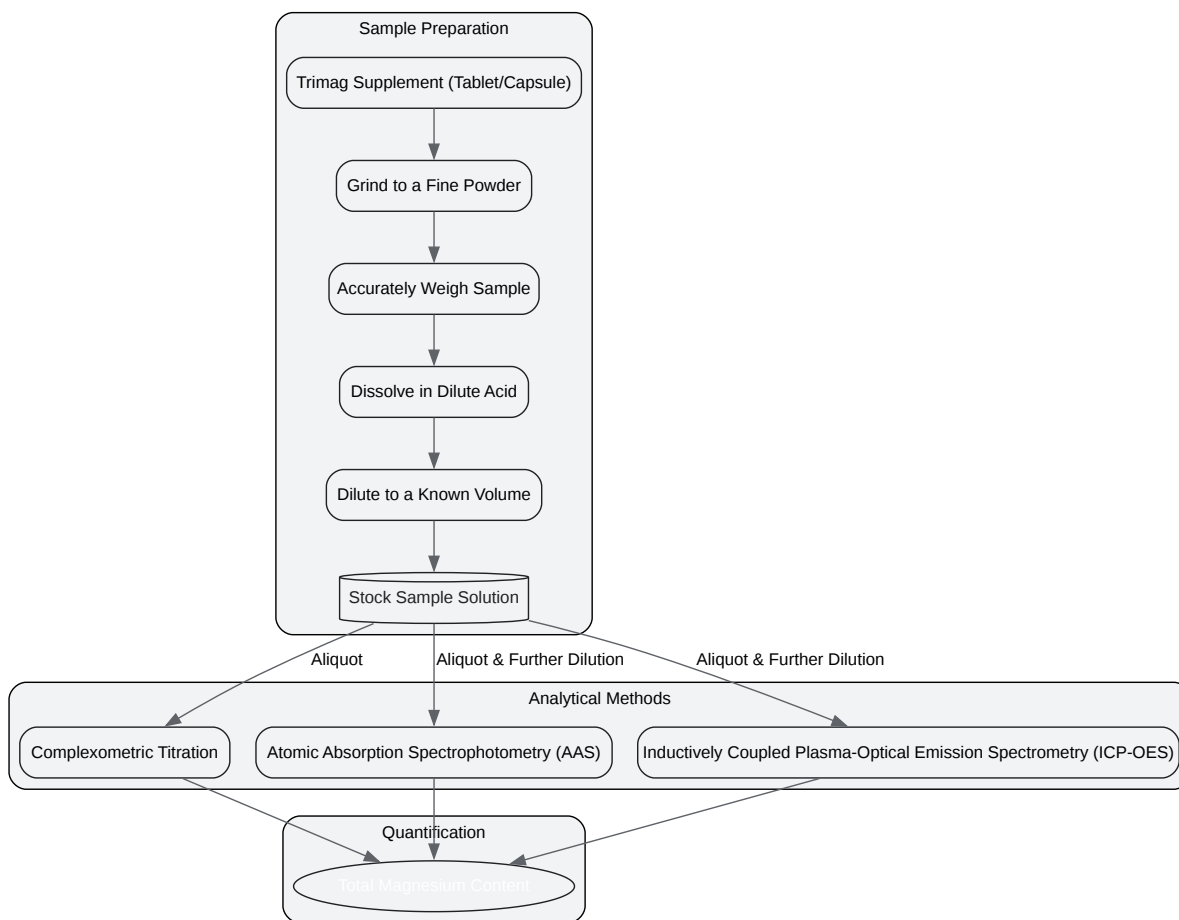 Sample Preparation
Trimag Supplement (Tablet/Capsule)
Grind to a Fine Powder
Accurately Weigh Sample
Dissolve in Dilute Acid
Dilute to a Known Volume
Stock Sample Solution
Aliquot
Aliquot & Further Dilution
Aliquot & Further Dilution
Analytical Methods
Complexometric Titration
Atomic Absorption Spectrophotometry (AAS)
Inductively Coupled Plasma-Optical Emission Spectrometry (ICP-OES)
Quantification
Total Magnesium Content